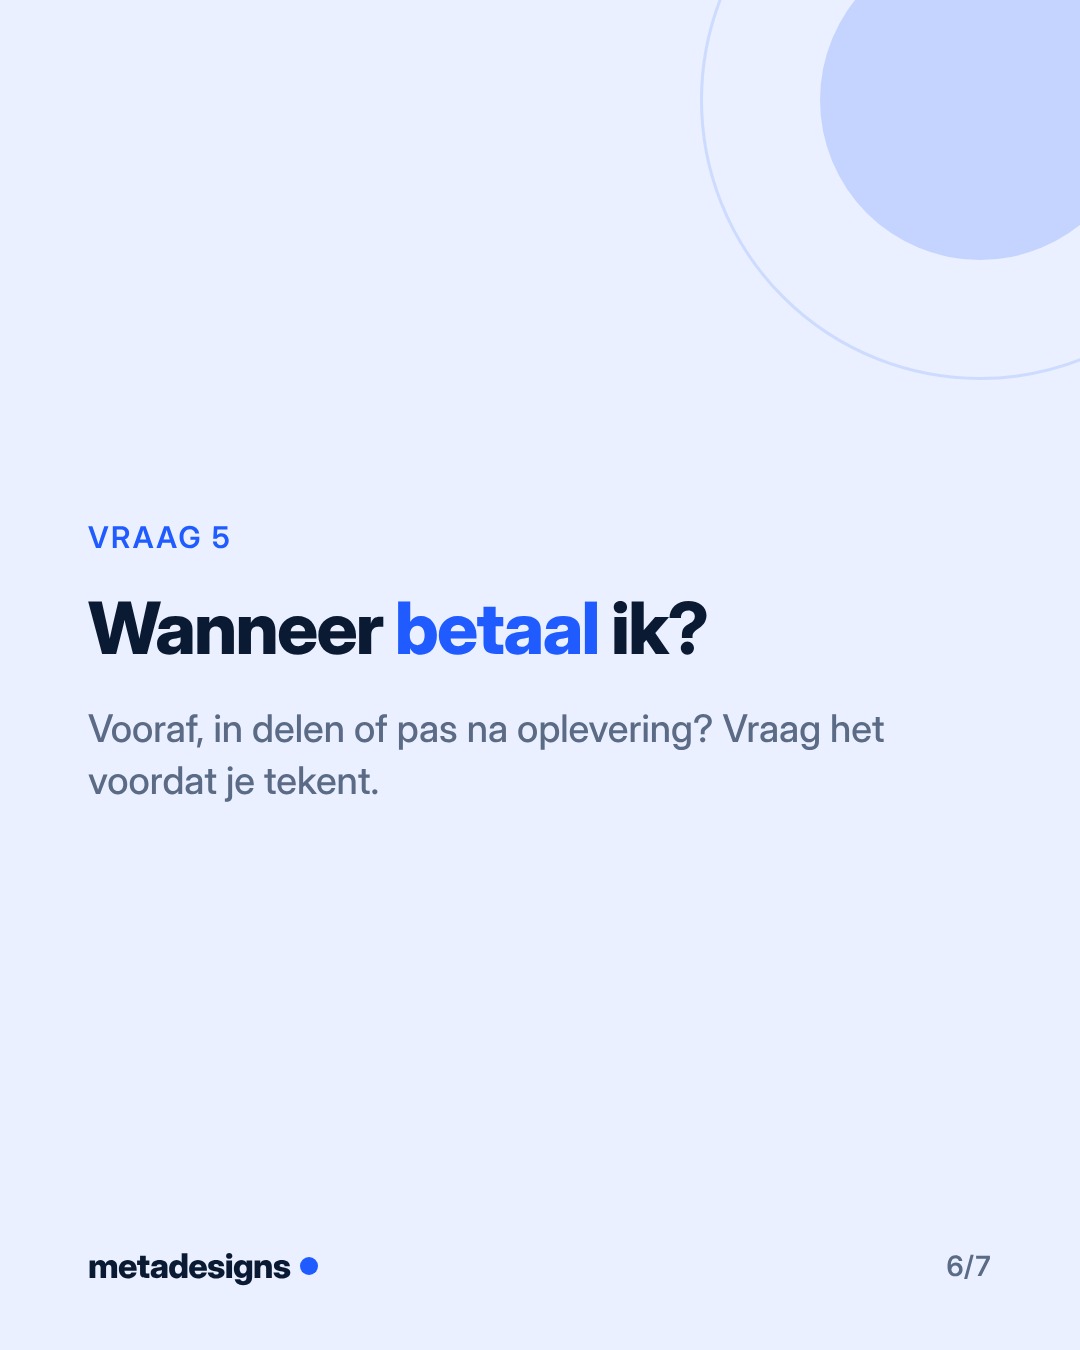 VRAAG 5
Wanneer betaal ik?
Vooraf, in delen of pas na oplevering? Vraag het
voordat je tekent.
metadesigns
6/7